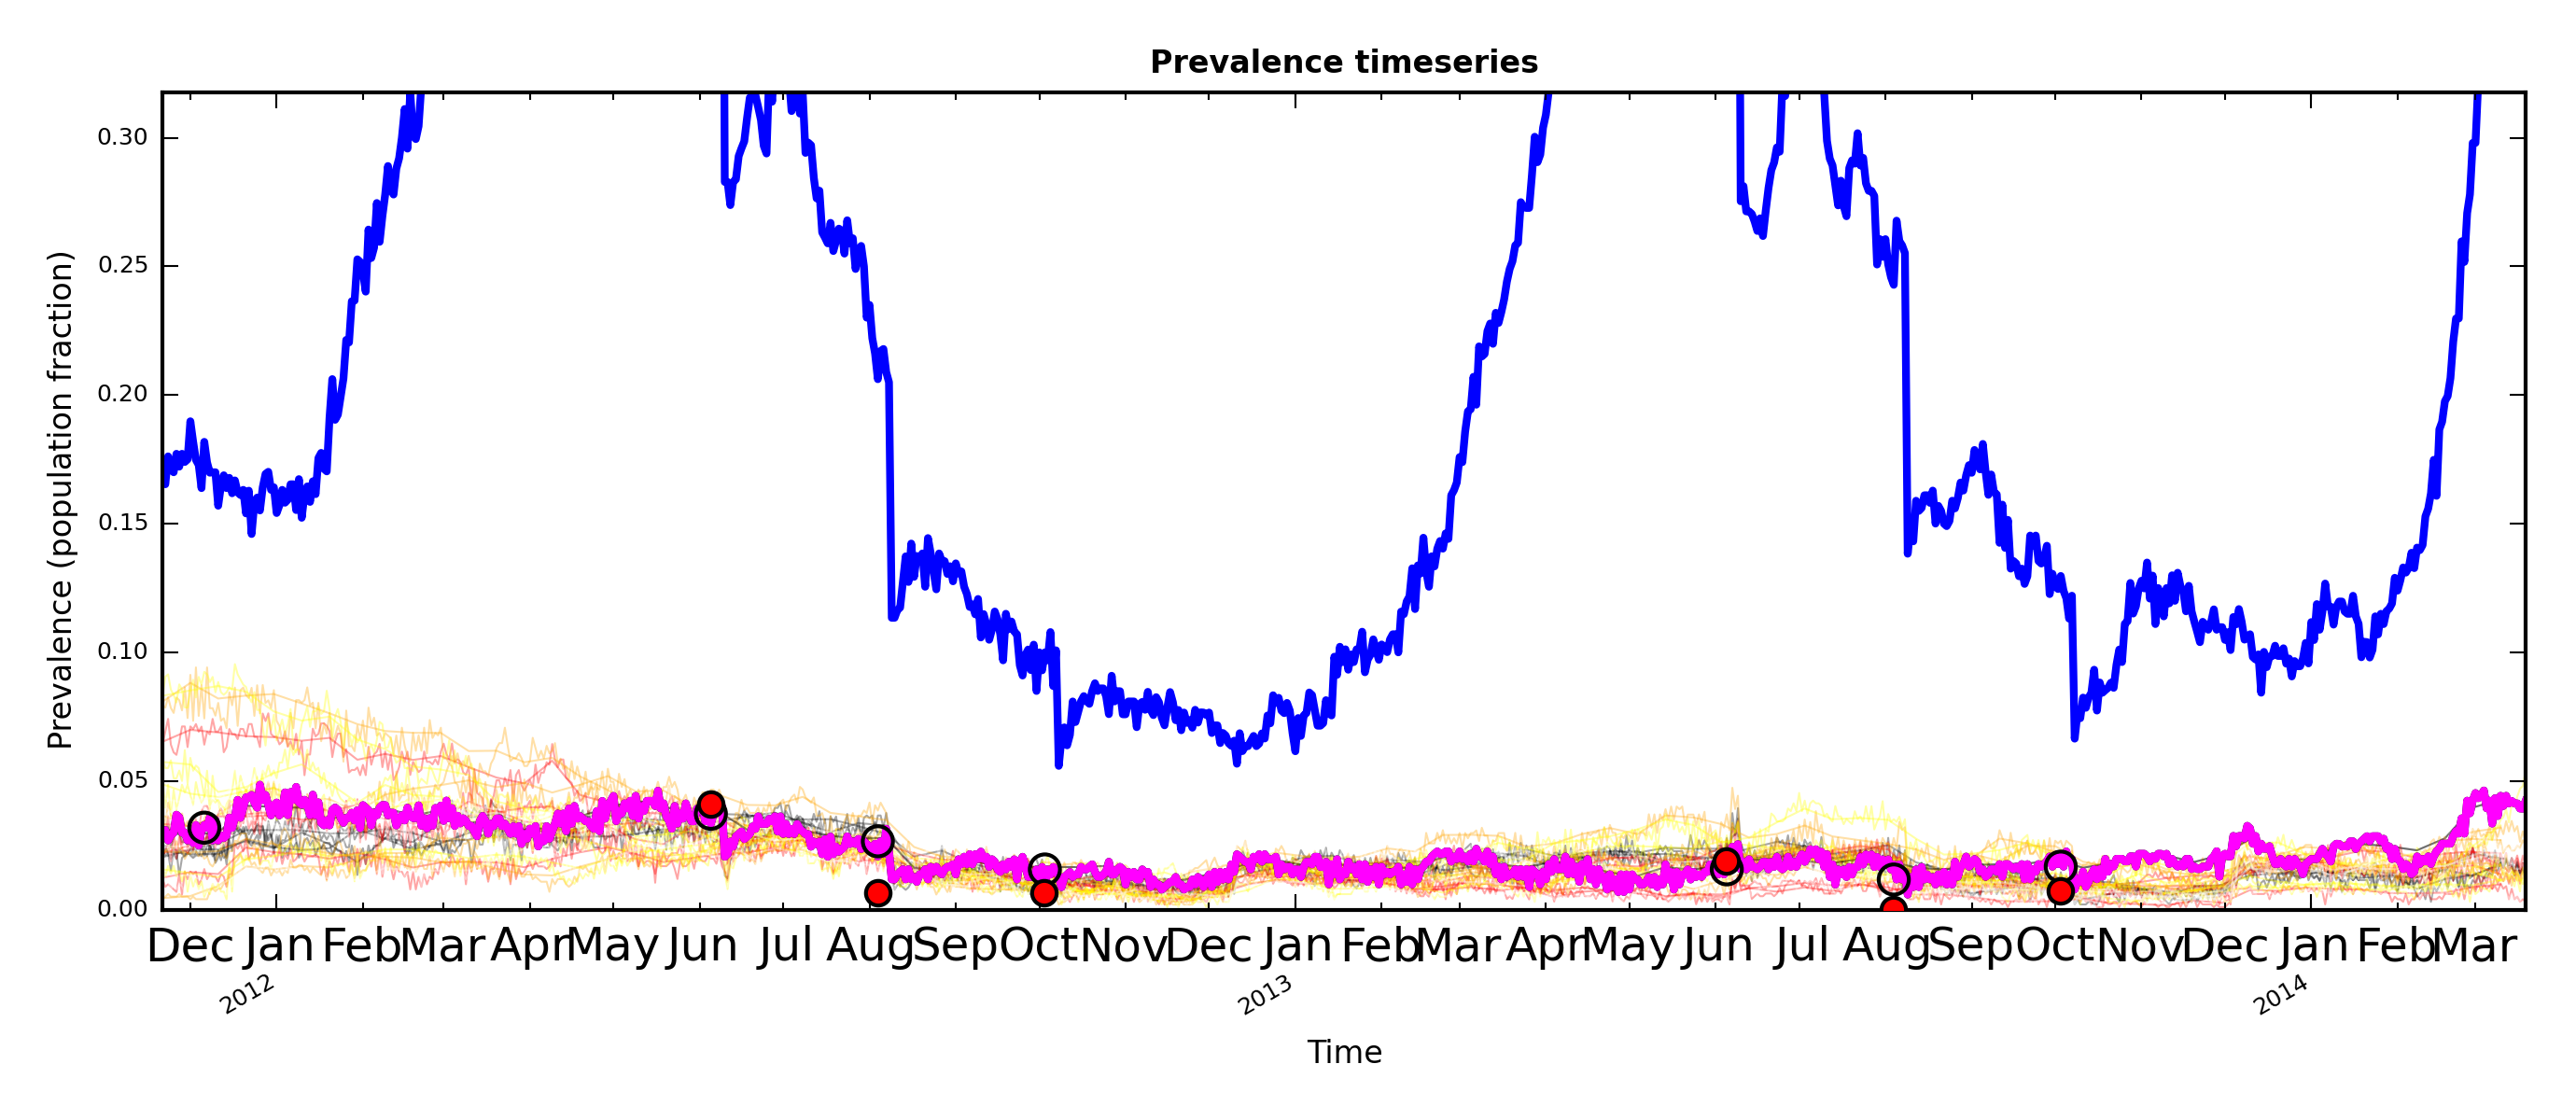 Prevalence timeseries
Prevalence (population fraction)
0.30
0.25
0.20
0.15
0.10
0.05
0.00
Dec Jan Feb Mar Apr May Jun Jul Aug Sep Oct Nov Dec Jan Feb Mar Apr May Jun Jul Aug Sep Oct Nov Dec Jan Feb Mar
2012 2013 2014
Time